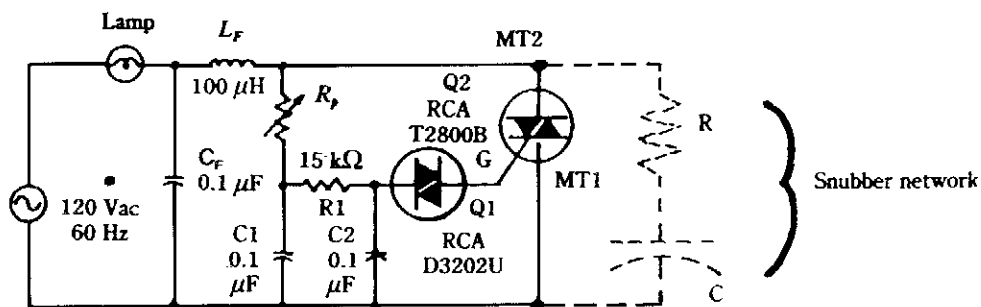 Lamp
L_F
MT2
100 μH
R_p
Q2
RCA
T2800B
R
G
15 kΩ
MT1
Snubber network
C_F
0.1 μF
120 Vac
60 Hz
R1
Q1
C1
0.1
μF
C2
0.1
μF
RCA
D3202U
C